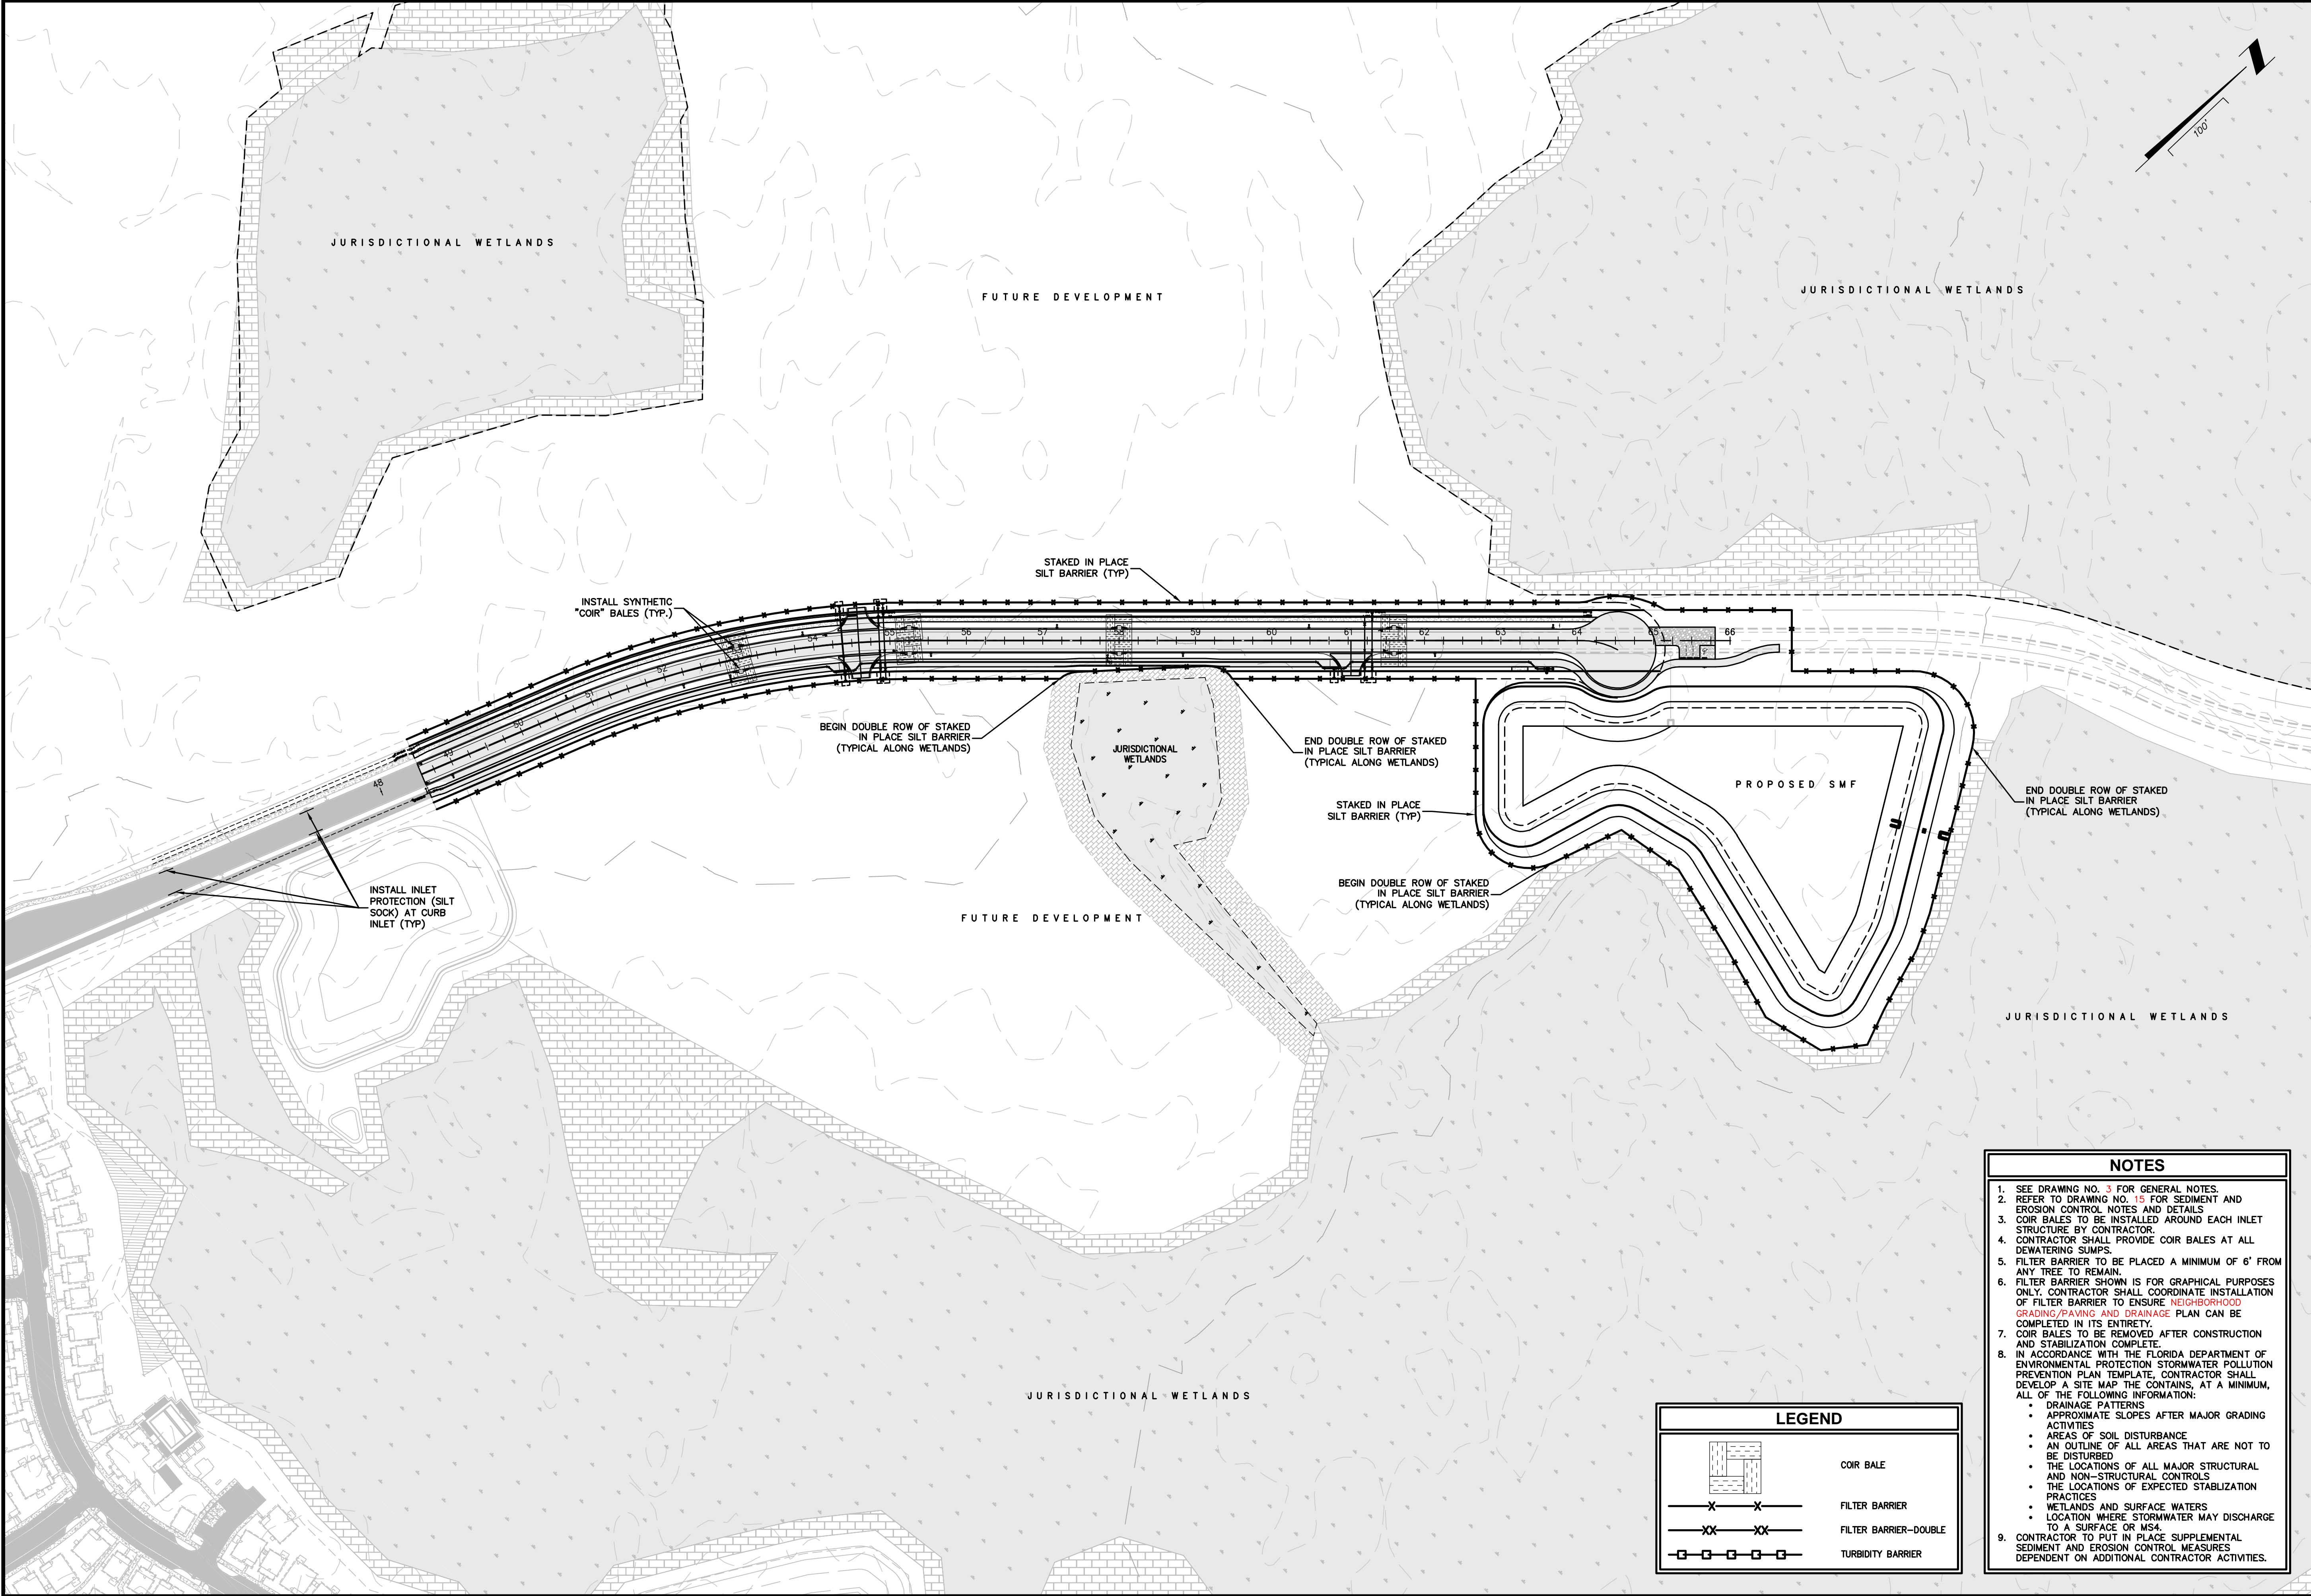 100'
JURISDICTIONAL WETLANDS
FUTURE DEVELOPMENT
JURISDICTIONAL WETLANDS
STAKED IN PLACE
SILT BARRIER (TYP)
INSTALL SYNTHETIC
"COIR" BALES (TYP.)
48
49
50
51
52
54
55
56
57
58
59
60
61
62
63
64
65
66
BEGIN DOUBLE ROW OF STAKED
IN PLACE SILT BARRIER
(TYPICAL ALONG WETLANDS)
JURISDICTIONAL
WETLANDS
END DOUBLE ROW OF STAKED
IN PLACE SILT BARRIER
(TYPICAL ALONG WETLANDS)
PROPOSED SMF
STAKED IN PLACE
SILT BARRIER (TYP)
END DOUBLE ROW OF STAKED
IN PLACE SILT BARRIER
(TYPICAL ALONG WETLANDS)
INSTALL INLET
PROTECTION (SILT
SOCK) AT CURB
INLET (TYP)
BEGIN DOUBLE ROW OF STAKED
IN PLACE SILT BARRIER
(TYPICAL ALONG WETLANDS)
FUTURE DEVELOPMENT
JURISDICTIONAL WETLANDS
JURISDICTIONAL WETLANDS
LEGEND
COIR BALE
FILTER BARRIER
FILTER BARRIER-DOUBLE
TURBIDITY BARRIER
NOTES
1. SEE DRAWING NO. 3 FOR GENERAL NOTES.
2. REFER TO DRAWING NO. 15 FOR SEDIMENT AND
EROSION CONTROL NOTES AND DETAILS
3. COIR BALES TO BE INSTALLED AROUND EACH INLET
STRUCTURE BY CONTRACTOR.
4. CONTRACTOR SHALL PROVIDE COIR BALES AT ALL
DEWATERING SUMPS.
5. FILTER BARRIER TO BE PLACED A MINIMUM OF 6' FROM
ANY TREE TO REMAIN.
6. FILTER BARRIER SHOWN IS FOR GRAPHICAL PURPOSES
ONLY. CONTRACTOR SHALL COORDINATE INSTALLATION
OF FILTER BARRIER TO ENSURE NEIGHBORHOOD
GRADING/PAVING AND DRAINAGE PLAN CAN BE
COMPLETED IN ITS ENTIRETY.
7. COIR BALES TO BE REMOVED AFTER CONSTRUCTION
AND STABILIZATION COMPLETE.
8. IN ACCORDANCE WITH THE FLORIDA DEPARTMENT OF
ENVIRONMENTAL PROTECTION STORMWATER POLLUTION
PREVENTION PLAN TEMPLATE, CONTRACTOR SHALL
DEVELOP A SITE MAP THE CONTAINS, AT A MINIMUM,
ALL OF THE FOLLOWING INFORMATION:
• DRAINAGE PATTERNS
• APPROXIMATE SLOPES AFTER MAJOR GRADING
ACTIVITIES
• AREAS OF SOIL DISTURBANCE
• AN OUTLINE OF ALL AREAS THAT ARE NOT TO
BE DISTURBED
• THE LOCATIONS OF ALL MAJOR STRUCTURAL
AND NON-STRUCTURAL CONTROLS
• THE LOCATIONS OF EXPECTED STABLIZATION
PRACTICES
• WETLANDS AND SURFACE WATERS
• LOCATION WHERE STORMWATER MAY DISCHARGE
TO A SURFACE OR MS4.
9. CONTRACTOR TO PUT IN PLACE SUPPLEMENTAL
SEDIMENT AND EROSION CONTROL MEASURES
DEPENDENT ON ADDITIONAL CONTRACTOR ACTIVITIES.